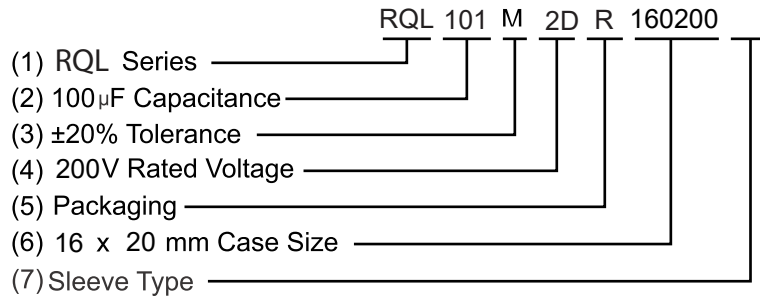 RQL 101 M 2D R 160200
(1) RQL Series
(2) 100µF Capacitance
(3) ±20% Tolerance
(4) 200V Rated Voltage
(5) Packaging
(6) 16 x 20 mm Case Size
(7) Sleeve Type